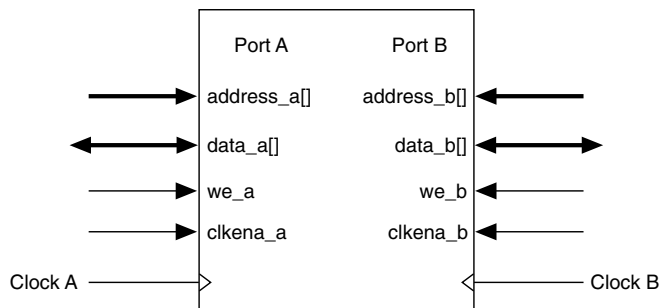 Port A Port B
address_a[] address_b[]
data_a[] data_b[]
we_a we_b
clkena_a clkena_b
Clock A Clock B